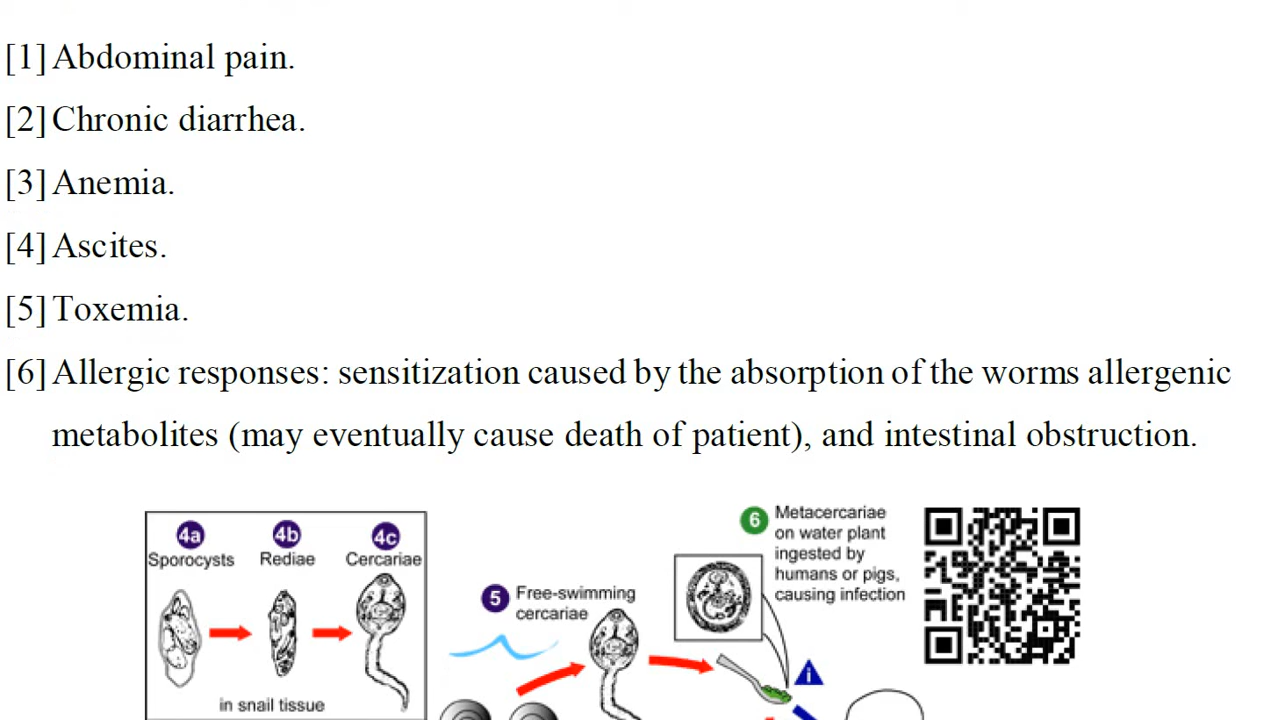 [1] Abdominal pain.
[2] Chronic diarrhea.
[3] Anemia.
[4] Ascites.
[5] Toxemia.
[6] Allergic responses: sensitization caused by the absorption of the worms allergenic
metabolites (may eventually cause death of patient), and intestinal obstruction.
4a
Sporocysts
4b
Rediae
4c
Cercariae
in snail tissue
5 Free-swimming
cercariae
6 Metacercariae
on water plant
ingested by
humans or pigs,
causing infection
i